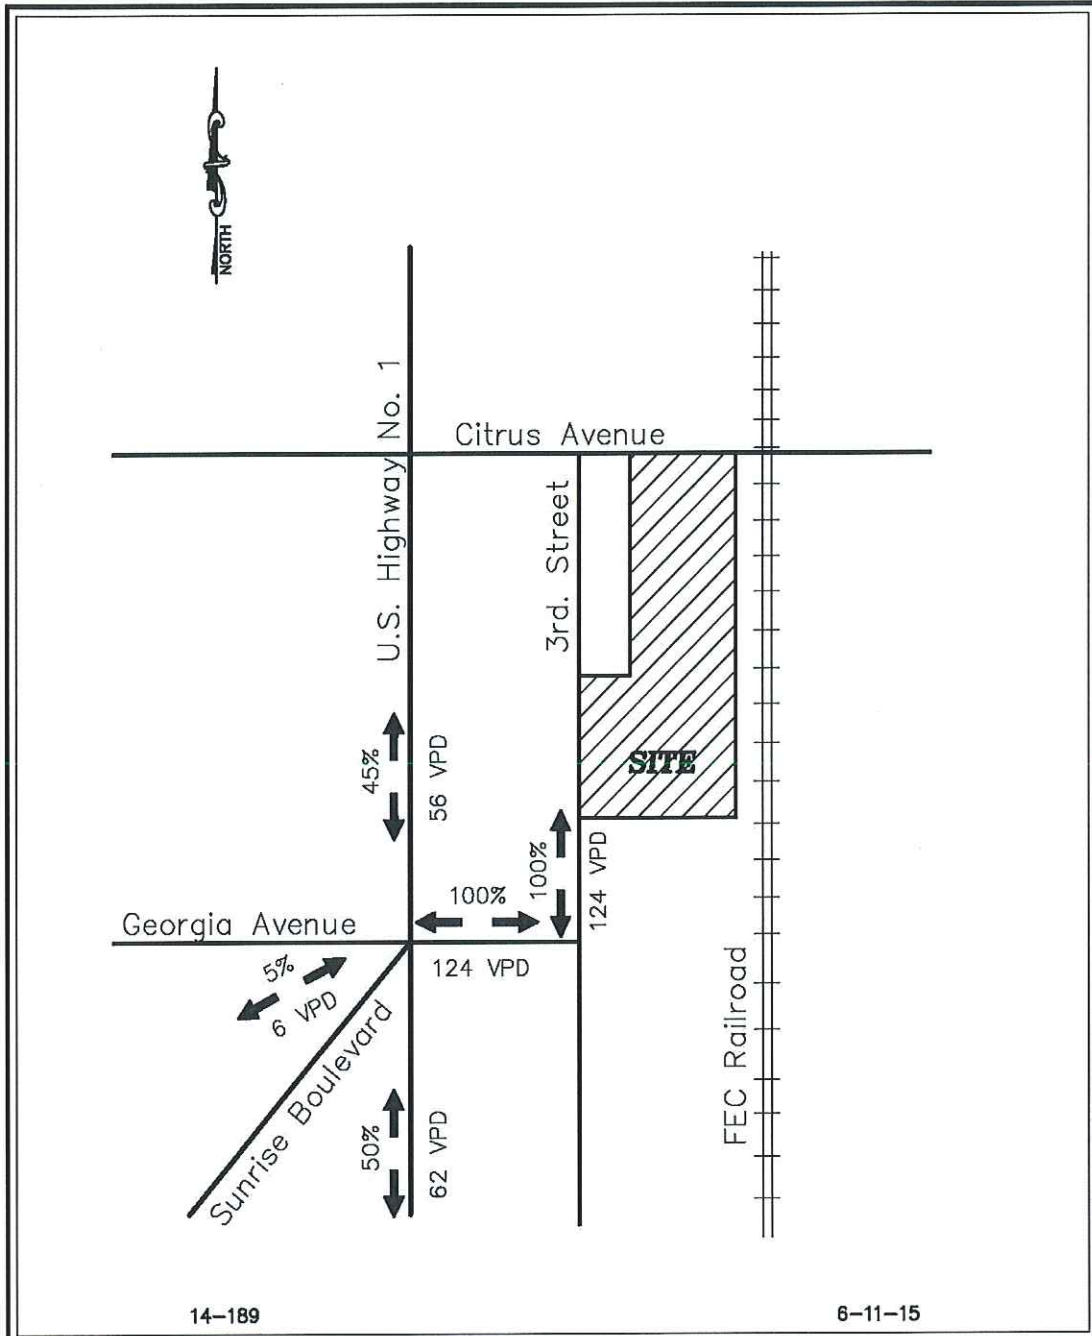 NORTH
U.S. Highway No. 1
Citrus Avenue
3rd. Street
SITE
45%
56 VPD
100%
124 VPD
100%
124 VPD
Georgia Avenue
5%
6 VPD
Sunrise Boulevard
50%
62 VPD
FEC Railroad
14-189
6-11-15